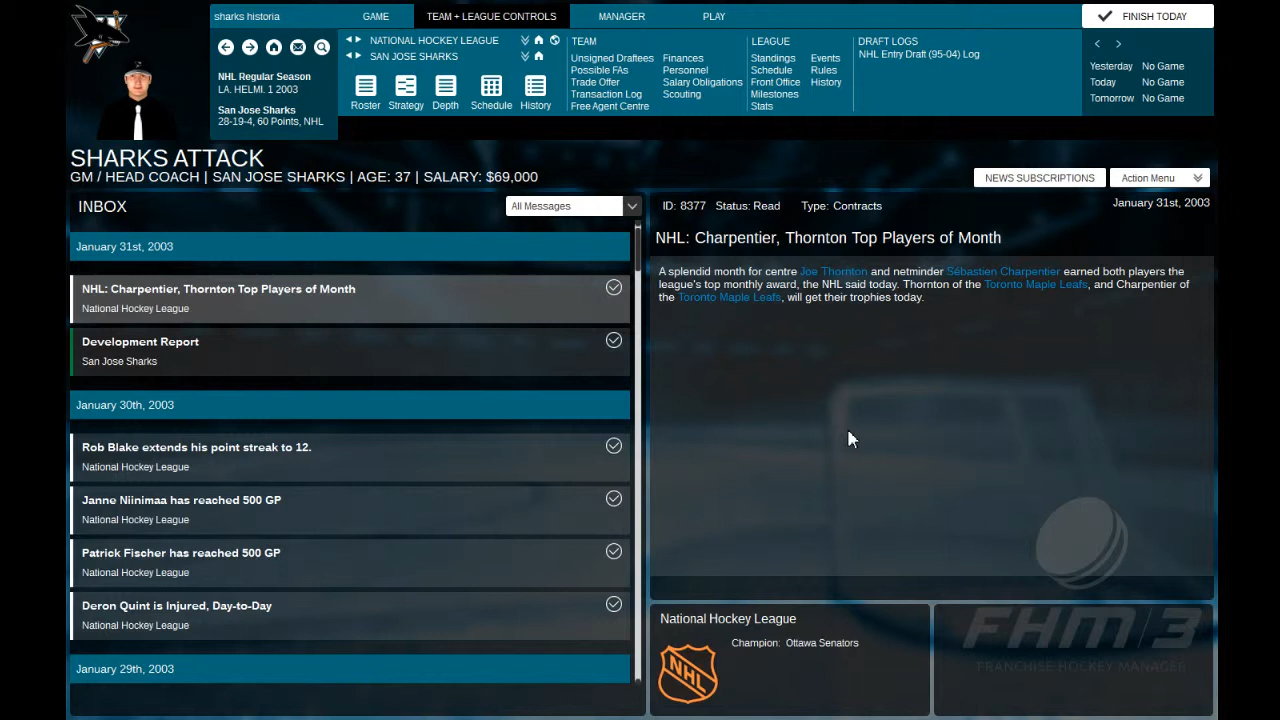 sharks historia
GAME
TEAM + LEAGUE CONTROLS
MANAGER
PLAY
FINISH TODAY
NATIONAL HOCKEY LEAGUE
SAN JOSE SHARKS
NHL Regular Season
LA. HELMI. 1 2003
San Jose Sharks
28-19-4, 60 Points, NHL
Roster
Strategy
Depth
Schedule
History
TEAM
Unsigned Draftees
Possible FAs
Trade Offer
Transaction Log
Free Agent Centre
Finances
Personnel
Salary Obligations
Scouting
LEAGUE
Standings
Schedule
Front Office
Milestones
Stats
Events
Rules
History
DRAFT LOGS
NHL Entry Draft (95-04) Log
Yesterday No Game
Today No Game
Tomorrow No Game
SHARKS ATTACK
GM / HEAD COACH | SAN JOSE SHARKS | AGE: 37 | SALARY: $69,000
NEWS SUBSCRIPTIONS
Action Menu
INBOX
All Messages
January 31st, 2003
NHL: Charpentier, Thornton Top Players of Month
National Hockey League
Development Report
San Jose Sharks
January 30th, 2003
Rob Blake extends his point streak to 12.
National Hockey League
Janne Niinimaa has reached 500 GP
National Hockey League
Patrick Fischer has reached 500 GP
National Hockey League
Deron Quint is Injured, Day-to-Day
National Hockey League
January 29th, 2003
ID: 8377 Status: Read Type: Contracts
January 31st, 2003
NHL: Charpentier, Thornton Top Players of Month
A splendid month for centre Joe Thornton and netminder Sébastien Charpentier earned both players the
league's top monthly award, the NHL said today. Thornton of the Toronto Maple Leafs, and Charpentier of
the Toronto Maple Leafs, will get their trophies today.
National Hockey League
Champion: Ottawa Senators
NHL
FHM/3
FRANCHISE HOCKEY MANAGER